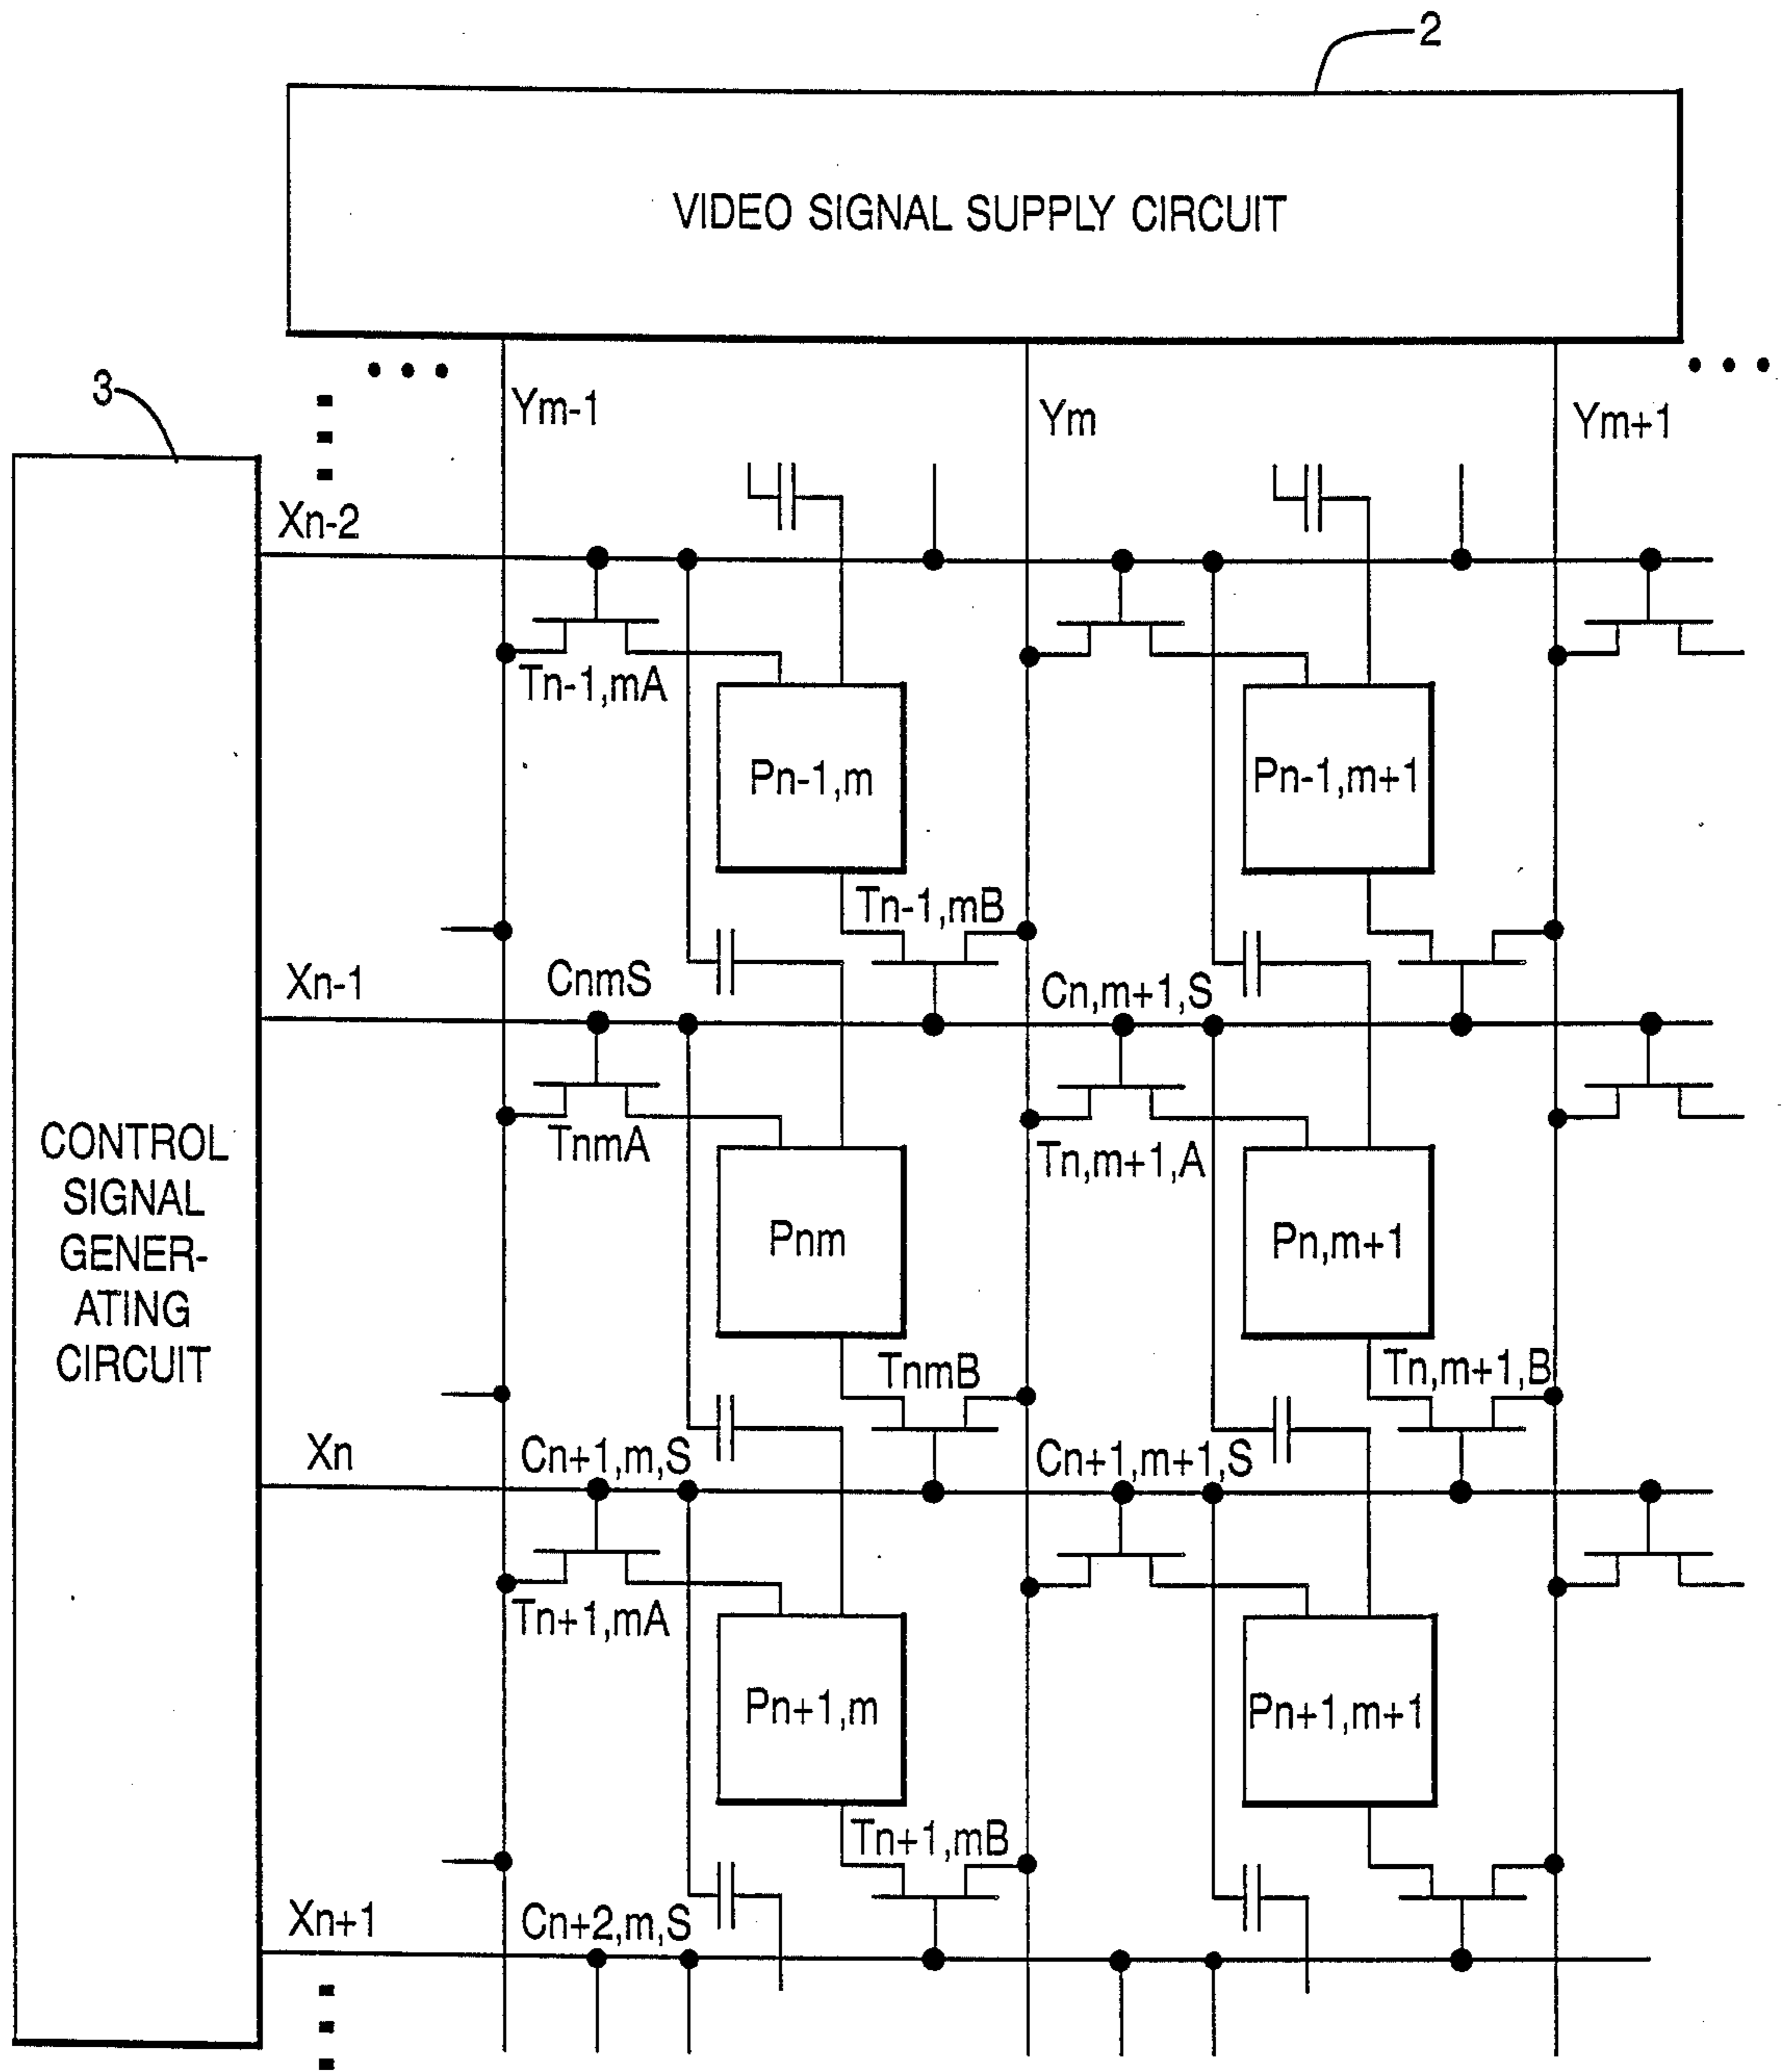 2
VIDEO SIGNAL SUPPLY CIRCUIT
3
Ym-1
Ym
Ym+1
Xn-2
Tn-1,mA
Pn-1,m
Pn-1,m+1
Tn-1,mB
Xn-1
CnmS
Cn,m+1,S
TnmA
Tn,m+1,A
CONTROL
SIGNAL
GENER-
ATING
CIRCUIT
Pnm
Pn,m+1
TnmB
Tn,m+1,B
Xn
Cn+1,m,S
Cn+1,m+1,S
Tn+1,mA
Pn+1,m
Pn+1,m+1
Tn+1,mB
Xn+1
Cn+2,m,S